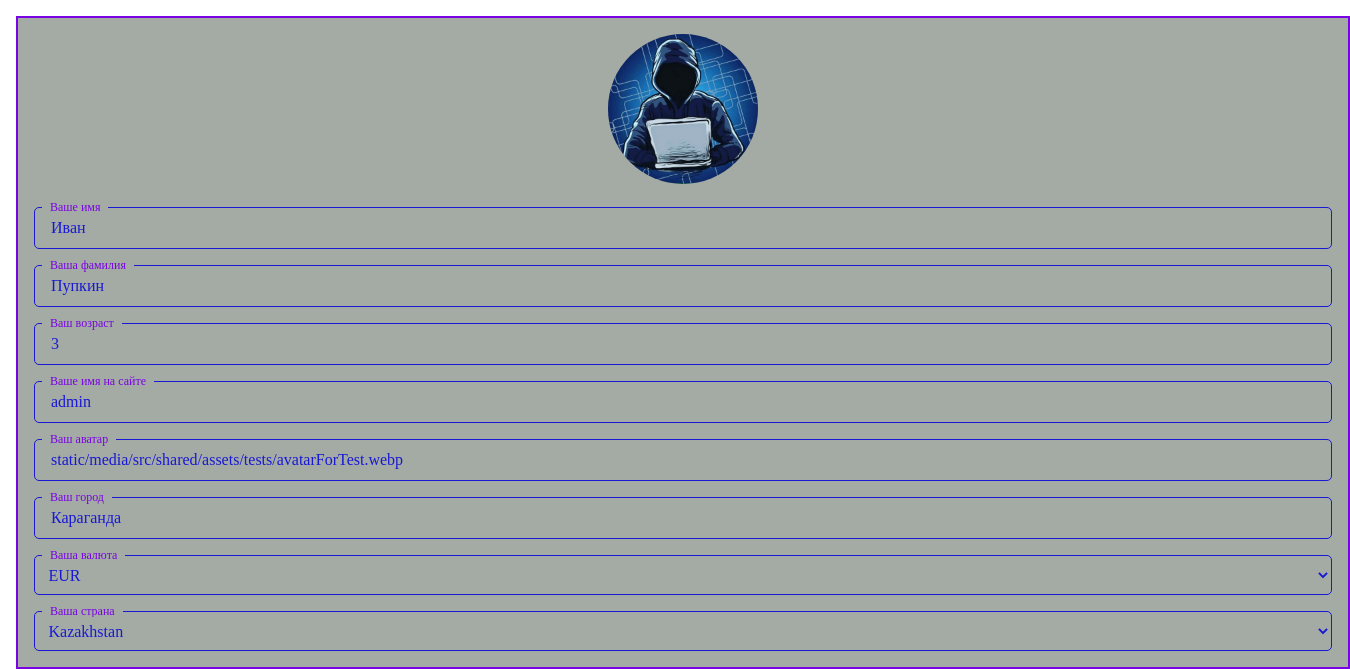 Ваше имя
Иван
Ваша фамилия
Пупкин
Ваш возраст
3
Ваше имя на сайте
admin
Ваш аватар
static/media/src/shared/assets/tests/avatarForTest.webp
Ваш город
Караганда
Ваша валюта
EUR
Ваша страна
Kazakhstan